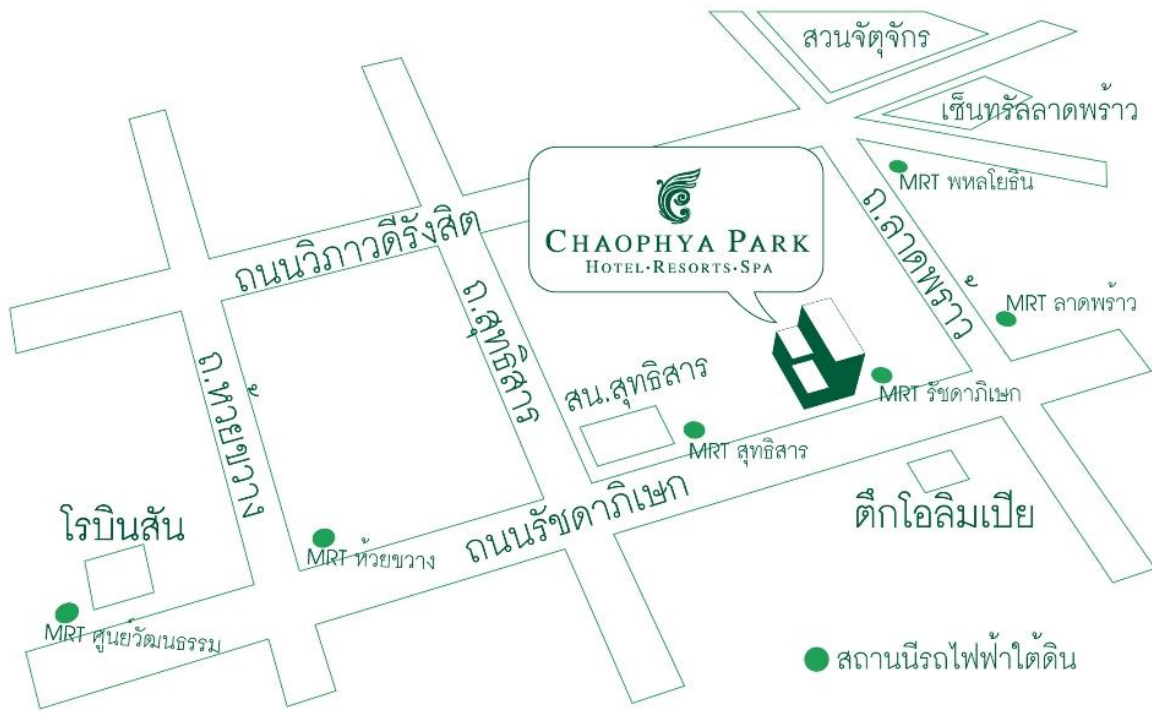 สวนจัตุจักร
เซ็นทรัลลาดพร้าว
MRT พหลโยธิน
ถ.ลาดพร้าว
CHAOPHYA PARK
HOTEL·RESORTS·SPA
ถนนวิภาวดีรังสิต
ถ.สุทธิสาร
MRT ลาดพร้าว
สน.สุทธิสาร
MRT รัชดาภิเษก
ถ.ห้วยขวาง
MRT สุทธิสาร
ถนนรัชดาภิเษก
ตึกโอลิมเปีย
โรบินสัน
MRT ห้วยขวาง
MRT ศูนย์วัฒนธรรม
สถานนีรถไฟฟ้าใต้ดิน